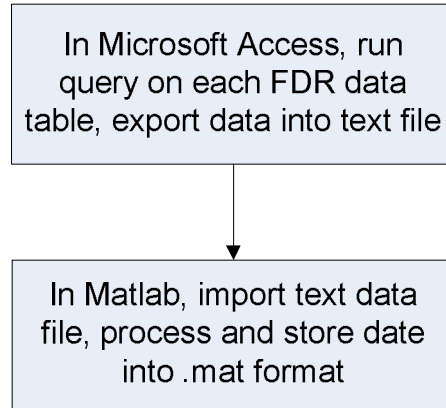 In Microsoft Access, run
query on each FDR data
table, export data into text file
In Matlab, import text data
file, process and store date
into .mat format